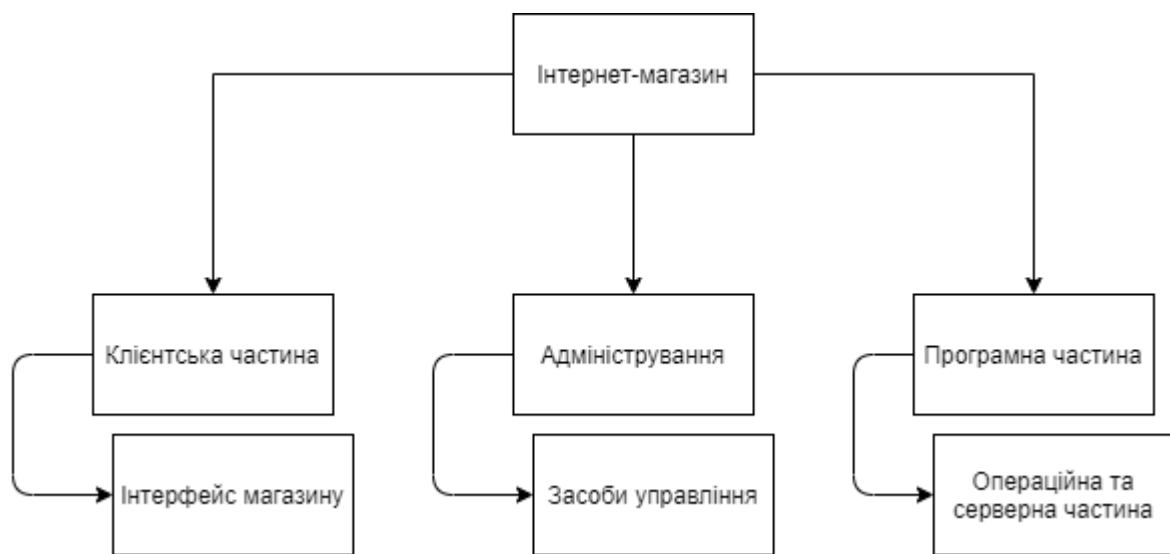 Інтернет-магазин
Клієнтська частина
Адміністрування
Програмна частина
Інтерфейс магазину
Засоби управління
Операційна та
серверна частина